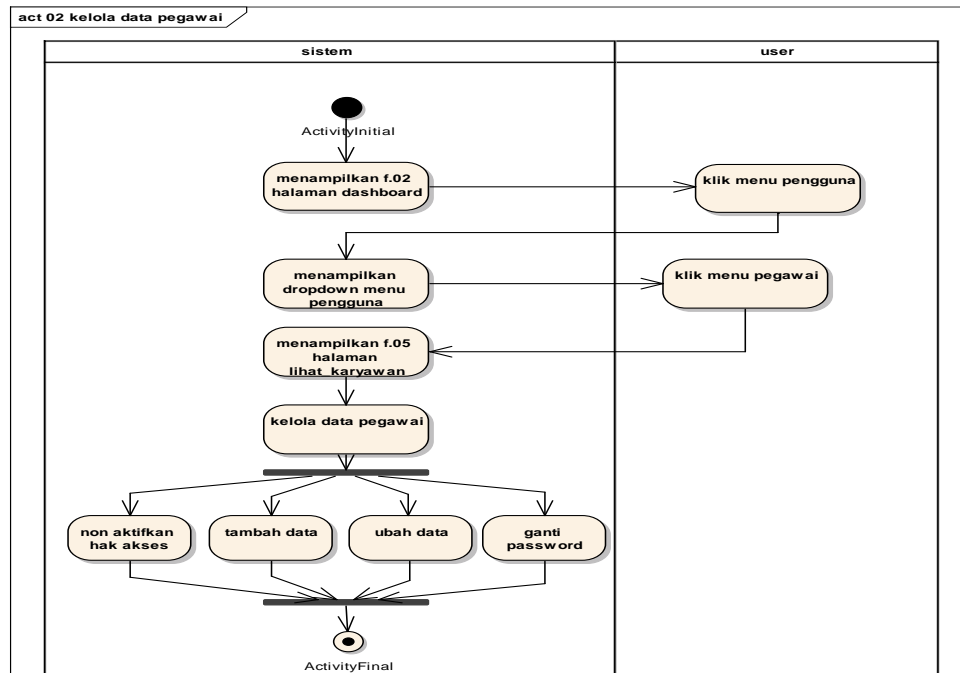 act 02 kelola data pegawai
sistem
user
ActivityInitial
menampilkan f.02
halaman dashboard
klik menu pengguna
menampilkan
dropdown menu
pengguna
klik menu pegawai
menampilkan f.05
halaman
lihat_karyawan
kelola data pegawai
non aktifkan
hak akses
tambah data
ubah data
ganti
password
ActivityFinal